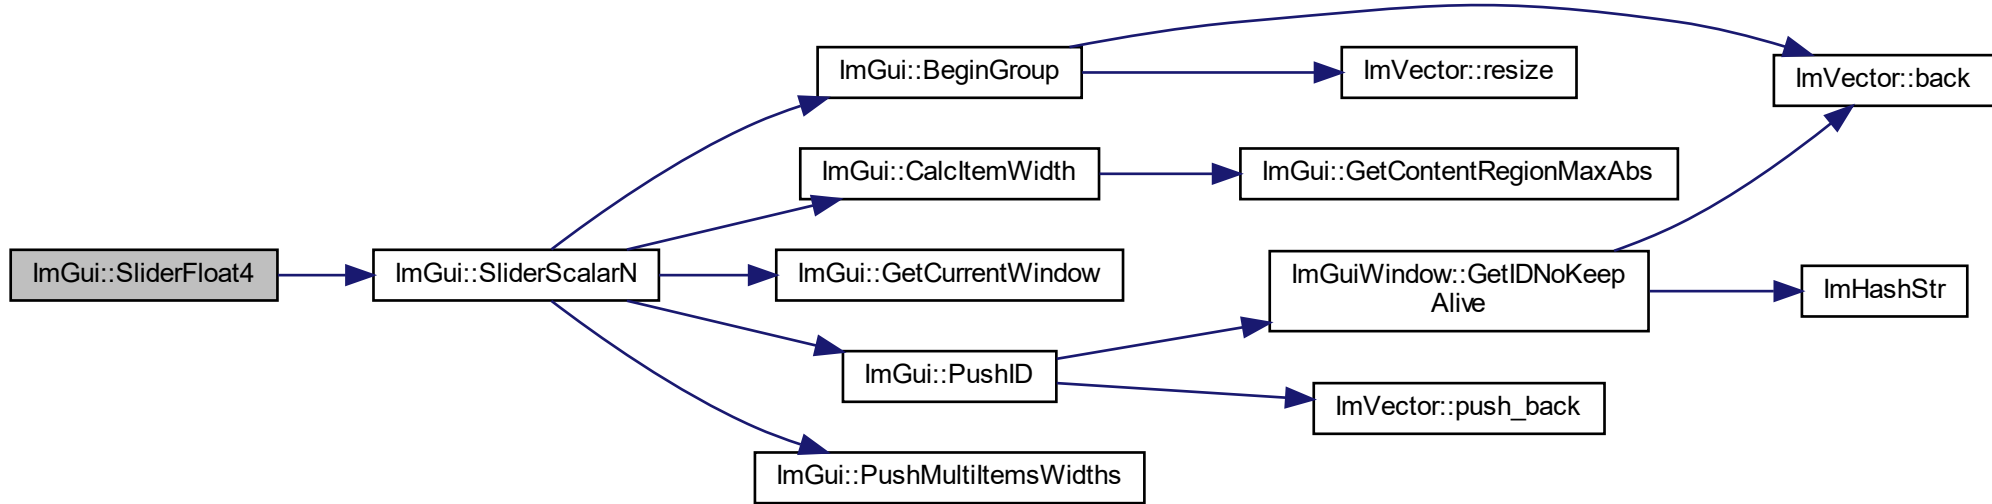 ImGui::SliderFloat4
ImGui::SliderScalarN
ImGui::BeginGroup
ImGui::CalcItemWidth
ImGui::GetCurrentWindow
ImGui::PushID
ImGui::PushMultiItemsWidths
ImVector::resize
ImGui::GetContentRegionMaxAbs
ImGuiWindow::GetIDNoKeep
Alive
ImVector::push_back
ImVector::back
ImHashStr